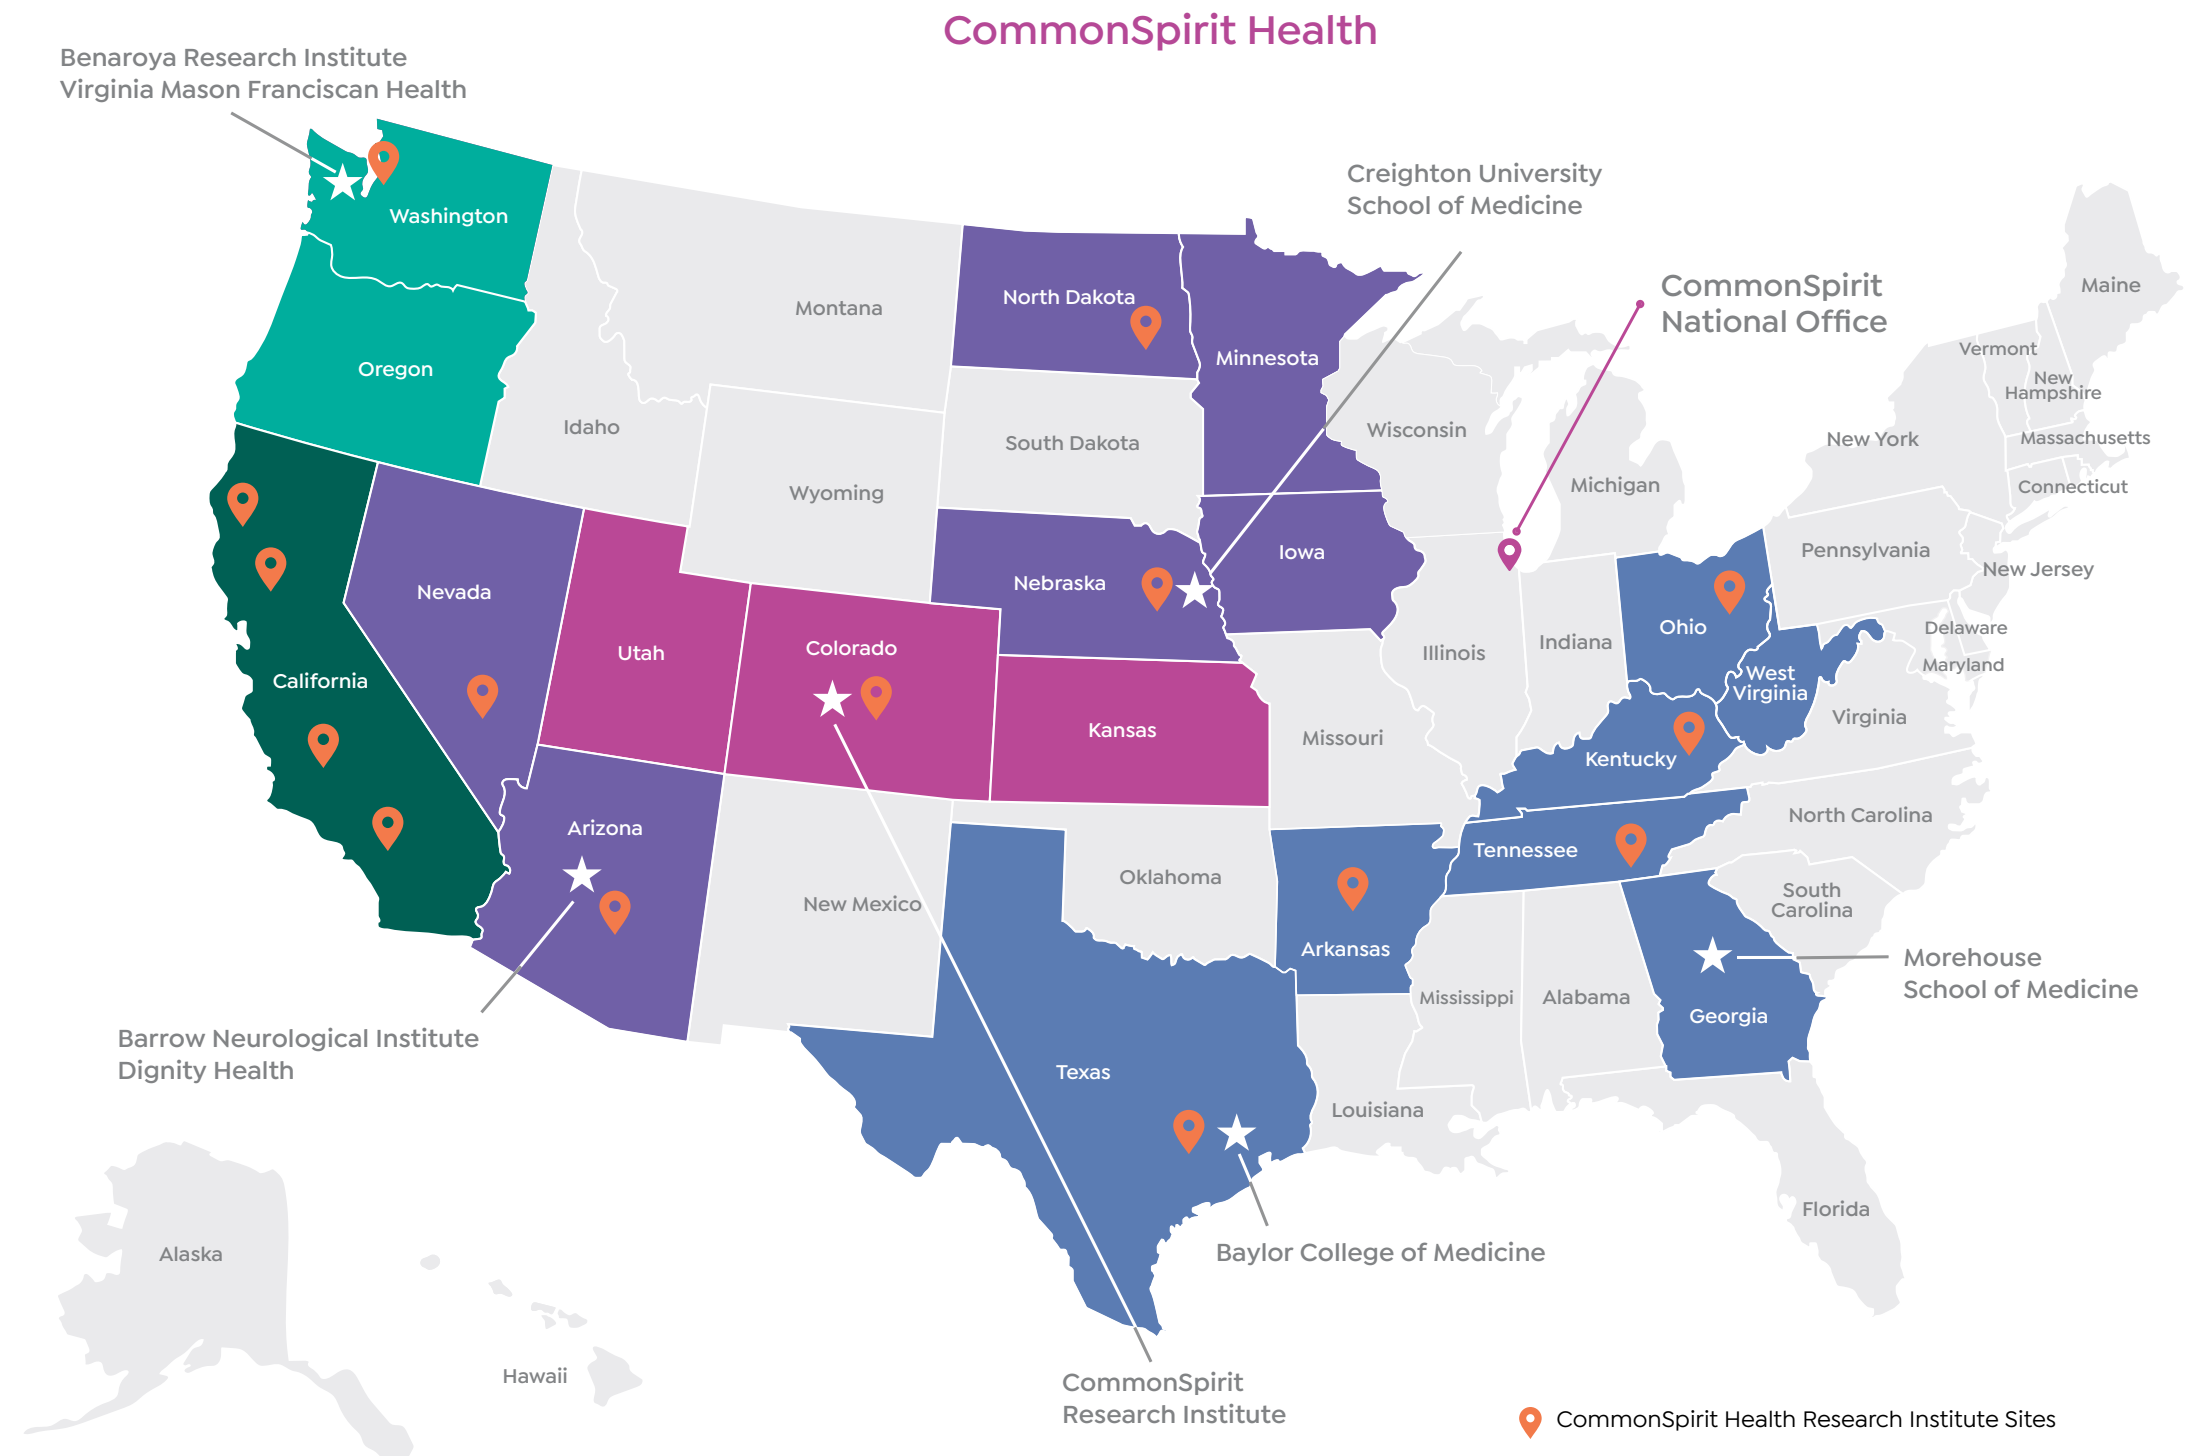 CommonSpirit Health
Benaroya Research Institute
Virginia Mason Franciscan Health
Creighton University
School of Medicine
CommonSpirit
National Office
Washington
Oregon
Idaho
Montana
Wyoming
North Dakota
South Dakota
Minnesota
Wisconsin
Michigan
Maine
Vermont
New
Hampshire
New York
Massachusetts
Connecticut
Pennsylvania
New Jersey
Delaware
Maryland
Nevada
Utah
Colorado
Nebraska
Iowa
Illinois
Indiana
Ohio
West
Virginia
Virginia
California
Kansas
Missouri
Kentucky
North Carolina
Arizona
New Mexico
Oklahoma
Arkansas
Tennessee
South
Carolina
Mississippi
Alabama
Georgia
Morehouse
School of Medicine
Barrow Neurological Institute
Dignity Health
Texas
Louisiana
Florida
Baylor College of Medicine
Alaska
Hawaii
CommonSpirit
Research Institute
CommonSpirit Health Research Institute Sites